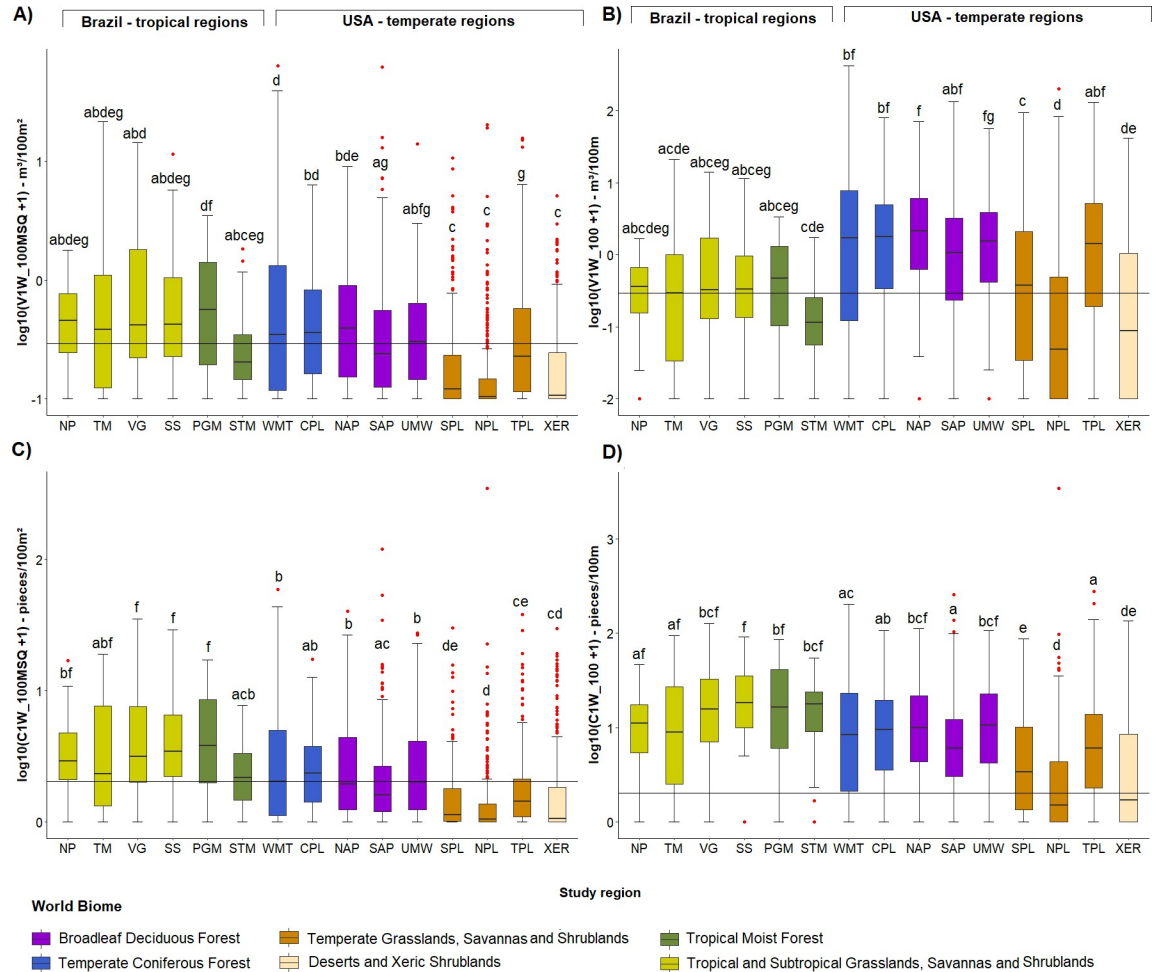 A)
Brazil - tropical regions
USA - temperate regions
log10(V1W_100MSQ +1) - m³/100m²
1
0
-1
abdeg
abdeg
abd
abdeg
df
abceg
d
bd
bde
ag
abfg
c
c
g
c
NP TM VG SS PGM STM WMT CPL NAP SAP UMW SPL NPL TPL XER
B)
Brazil - tropical regions
USA - temperate regions
log10(V1W_100 +1) - m³/100m
2
1
0
-1
-2
abcdeg
acde
abceg
abceg
abceg
cde
bf
bf
f
abf
fg
c
d
abf
de
NP TM VG SS PGM STM WMT CPL NAP SAP UMW SPL NPL TPL XER
C)
log10(C1W_100MSQ +1) - pieces/100m²
2
1
0
bf
abf
f
f
f
acb
b
ab
b
ac
b
de
d
ce
cd
NP TM VG SS PGM STM WMT CPL NAP SAP UMW SPL NPL TPL XER
D)
log10(C1W_100 +1) - pieces/100m
3
2
1
0
af
af
bcf
f
bf
bcf
ac
ab
bcf
a
bcf
e
d
a
de
NP TM VG SS PGM STM WMT CPL NAP SAP UMW SPL NPL TPL XER
Study region
World Biome
Broadleaf Deciduous Forest
Temperate Grasslands, Savannas and Shrublands
Tropical Moist Forest
Temperate Coniferous Forest
Deserts and Xeric Shrublands
Tropical and Subtropical Grasslands, Savannas and Shrublands